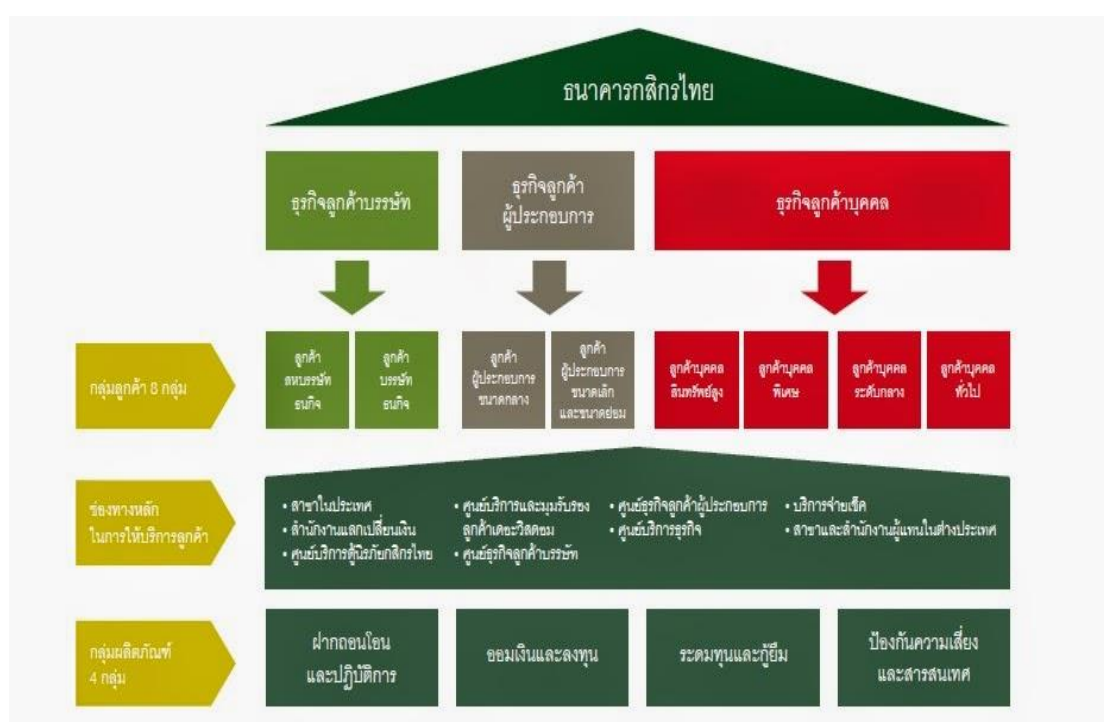 ธนาคารกสิกรไทย
ธุรกิจลูกค้าบรรษัท
ธุรกิจลูกค้า
ผู้ประกอบการ
ธุรกิจลูกค้าบุคคล
กลุ่มลูกค้า 8 กลุ่ม
ลูกค้า
สหบรรษัท
ธนกิจ
ลูกค้า
บรรษัท
ธนกิจ
ลูกค้า
ผู้ประกอบการ
ขนาดกลาง
ลูกค้า
ผู้ประกอบการ
ขนาดเล็ก
และขนาดย่อม
ลูกค้าบุคคล
สินทรัพย์สูง
ลูกค้าบุคคล
พิเศษ
ลูกค้าบุคคล
ระดับกลาง
ลูกค้าบุคคล
ทั่วไป
ช่องทางหลัก
ในการให้บริการลูกค้า
• สาขาในประเทศ
• สำนักงานแลกเปลี่ยนเงิน
• ศูนย์บริการตู้นิรภัยกสิกรไทย
• ศูนย์บริการและมุมรับรอง
ลูกค้าเดอะวิสดอม
• ศูนย์ธุรกิจลูกค้าบรรษัท
• ศูนย์ธุรกิจลูกค้าผู้ประกอบการ
• ศูนย์บริการธุรกิจ
• บริการจ่ายเช็ค
• สาขาและสำนักงานผู้แทนในต่างประเทศ
กลุ่มผลิตภัณฑ์
4 กลุ่ม
ฝากถอนโอน
และปฏิบัติการ
ออมเงินและลงทุน
ระดมทุนและกู้ยืม
ป้องกันความเสี่ยง
และสารสนเทศ